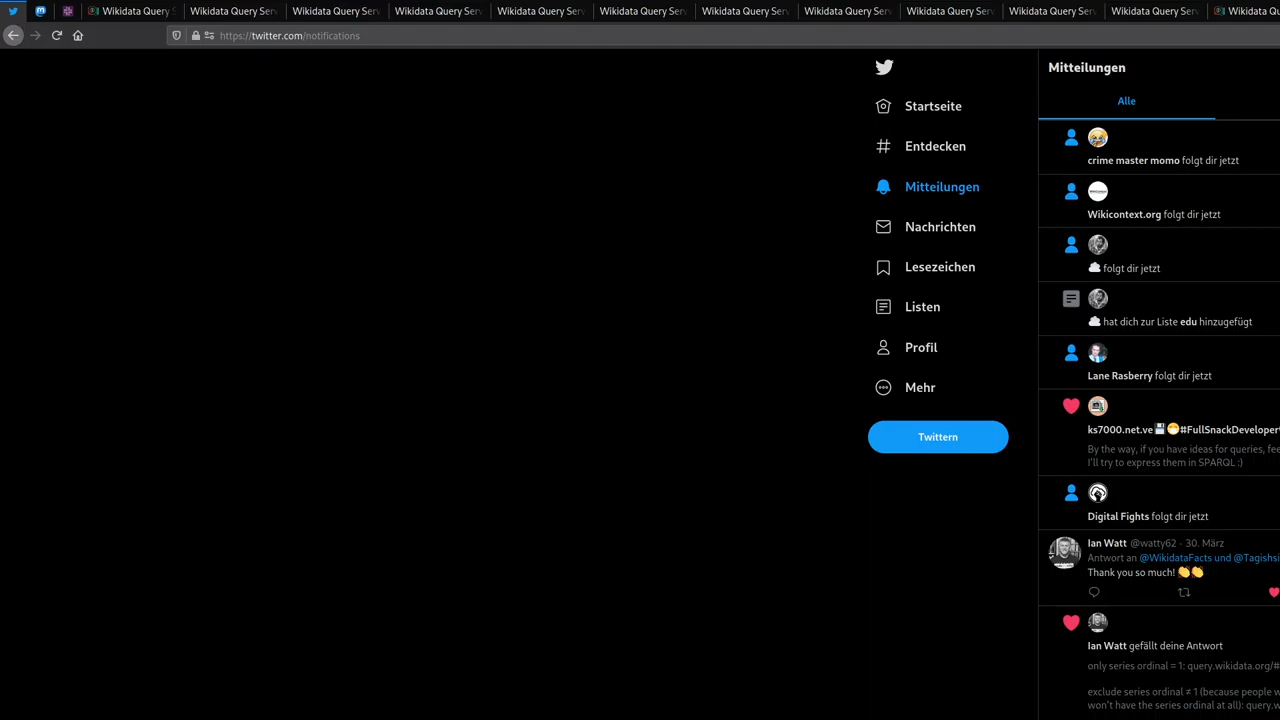 Wikidata Query S
Wikidata Query Serv
Wikidata Query Serv
Wikidata Query Serv
Wikidata Query Serv
Wikidata Query Serv
Wikidata Query Serv
Wikidata Query Serv
Wikidata Query Serv
Wikidata Query Serv
Wikidata Query Serv
Wikidata Qu
https://twitter.com/notifications
Startseite
Entdecken
Mitteilungen
Nachrichten
Lesezeichen
Listen
Profil
Mehr
Twittern
Mitteilungen
Alle
crime master momo folgt dir jetzt
Wikicontext.org folgt dir jetzt
☁️ folgt dir jetzt
☁️ hat dich zur Liste edu hinzugefügt
Lane Rasberry folgt dir jetzt
ks7000.net.ve💾😷#FullSnackDeveloper
By the way, if you have ideas for queries, fee
I'll try to express them in SPARQL :)
Digital Fights folgt dir jetzt
Ian Watt @watty62 · 30. März
Antwort an @WikidataFacts und @Tagishsi
Thank you so much! 👏👏
Ian Watt gefällt deine Antwort
only series ordinal = 1: query.wikidata.org/#
exclude series ordinal ≠ 1 (because people w
won't have the series ordinal at all): query.w